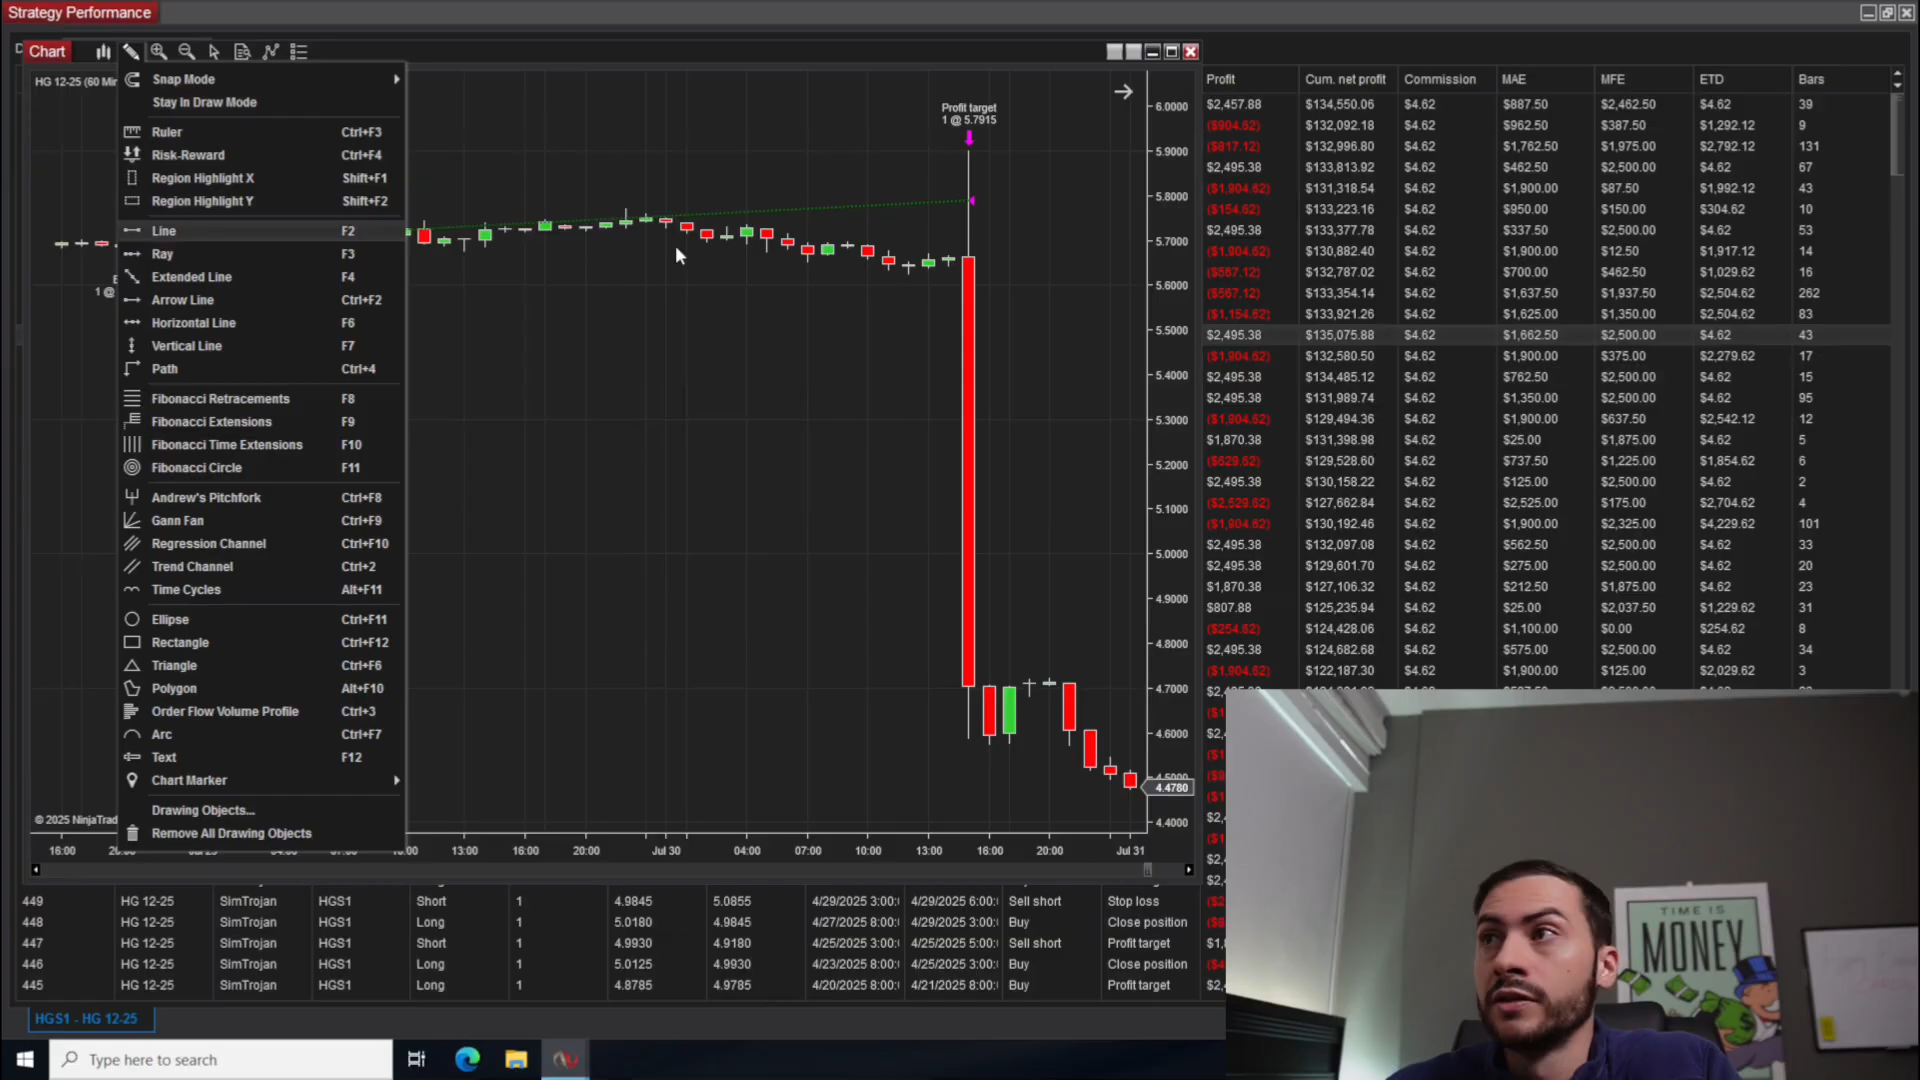 Strategy Performance
Chart
HG 12-25 (60 Min
Snap Mode
Stay In Draw Mode
Ruler Ctrl+F3
Risk-Reward Ctrl+F4
Region Highlight X Shift+F1
Region Highlight Y Shift+F2
Line F2
Ray F3
Extended Line F4
Arrow Line Ctrl+F2
Horizontal Line F6
Vertical Line F7
Path Ctrl+4
Fibonacci Retracements F8
Fibonacci Extensions F9
Fibonacci Time Extensions F10
Fibonacci Circle F11
Andrew's Pitchfork Ctrl+F8
Gann Fan Ctrl+F9
Regression Channel Ctrl+F10
Trend Channel Ctrl+2
Time Cycles Alt+F11
Ellipse Ctrl+F11
Rectangle Ctrl+F12
Triangle Ctrl+F6
Polygon Alt+F10
Order Flow Volume Profile Ctrl+3
Arc Ctrl+F7
Text F12
Chart Marker
Drawing Objects...
Remove All Drawing Objects
1 @
© 2025 NinjaTrad
Profit target
1 @ 5.7915
6.0000
5.9000
5.8000
5.7000
5.6000
5.5000
5.4000
5.3000
5.2000
5.1000
5.0000
4.9000
4.8000
4.7000
4.6000
4.5000
4.4780
4.4000
16:00 13:00 16:00 20:00 Jul 30 04:00 07:00 10:00 13:00 16:00 20:00 Jul 31
Profit Cum. net profit Commission MAE MFE ETD Bars
$2,457.88 $134,550.06 $4.62 $887.50 $2,462.50 $4.62 39
($904.62) $132,092.18 $4.62 $962.50 $387.50 $1,292.12 9
($817.12) $132,996.80 $4.62 $1,762.50 $1,975.00 $2,792.12 131
$2,495.38 $133,813.92 $4.62 $462.50 $2,500.00 $4.62 67
($1,904.62) $131,318.54 $4.62 $1,900.00 $87.50 $1,992.12 43
($154.62) $133,223.16 $4.62 $950.00 $150.00 $304.62 10
$2,495.38 $133,377.78 $4.62 $337.50 $2,500.00 $4.62 53
($1,904.62) $130,882.40 $4.62 $1,900.00 $12.50 $1,917.12 14
($567.12) $132,787.02 $4.62 $700.00 $462.50 $1,029.62 16
($567.12) $133,354.14 $4.62 $1,637.50 $1,937.50 $2,504.62 262
($1,154.62) $133,921.26 $4.62 $1,625.00 $1,350.00 $2,504.62 83
$2,495.38 $135,075.88 $4.62 $1,662.50 $2,500.00 $4.62 43
($1,904.62) $132,580.50 $4.62 $1,900.00 $375.00 $2,279.62 17
$2,495.38 $134,485.12 $4.62 $762.50 $2,500.00 $4.62 15
$2,495.38 $131,989.74 $4.62 $1,350.00 $2,500.00 $4.62 95
($1,904.62) $129,494.36 $4.62 $1,900.00 $637.50 $2,542.12 12
$1,870.38 $131,398.98 $4.62 $25.00 $1,875.00 $4.62 5
($629.62) $129,528.60 $4.62 $737.50 $1,225.00 $1,854.62 6
$2,495.38 $130,158.22 $4.62 $125.00 $2,500.00 $4.62 2
($2,529.62) $127,662.84 $4.62 $2,525.00 $175.00 $2,704.62 4
($1,904.62) $130,192.46 $4.62 $1,900.00 $2,325.00 $4,229.62 101
$2,495.38 $132,097.08 $4.62 $562.50 $2,500.00 $4.62 33
$2,495.38 $129,601.70 $4.62 $275.00 $2,500.00 $4.62 20
$1,870.38 $127,106.32 $4.62 $212.50 $1,875.00 $4.62 23
$807.88 $125,235.94 $4.62 $25.00 $2,037.50 $1,229.62 31
($254.62) $124,428.06 $4.62 $1,100.00 $0.00 $254.62 8
$2,495.38 $124,682.68 $4.62 $575.00 $2,500.00 $4.62 34
($1,904.62) $122,187.30 $4.62 $1,900.00 $125.00 $2,029.62 3
449 HG 12-25 SimTrojan HGS1 Short 1 4.9845 5.0855 4/29/2025 3:00: 4/29/2025 6:00: Sell short Stop loss
448 HG 12-25 SimTrojan HGS1 Long 1 5.0180 4.9845 4/27/2025 8:00: 4/29/2025 3:00: Buy Close position
447 HG 12-25 SimTrojan HGS1 Short 1 4.9930 4.9180 4/25/2025 3:00: 4/25/2025 5:00: Sell short Profit target
446 HG 12-25 SimTrojan HGS1 Long 1 5.0125 4.9930 4/23/2025 8:00: 4/25/2025 3:00: Buy Close position
445 HG 12-25 SimTrojan HGS1 Long 1 4.8785 4.9785 4/20/2025 8:00: 4/21/2025 8:00: Buy Profit target
HGS1 - HG 12-25
Type here to search
TIME IS
MONEY